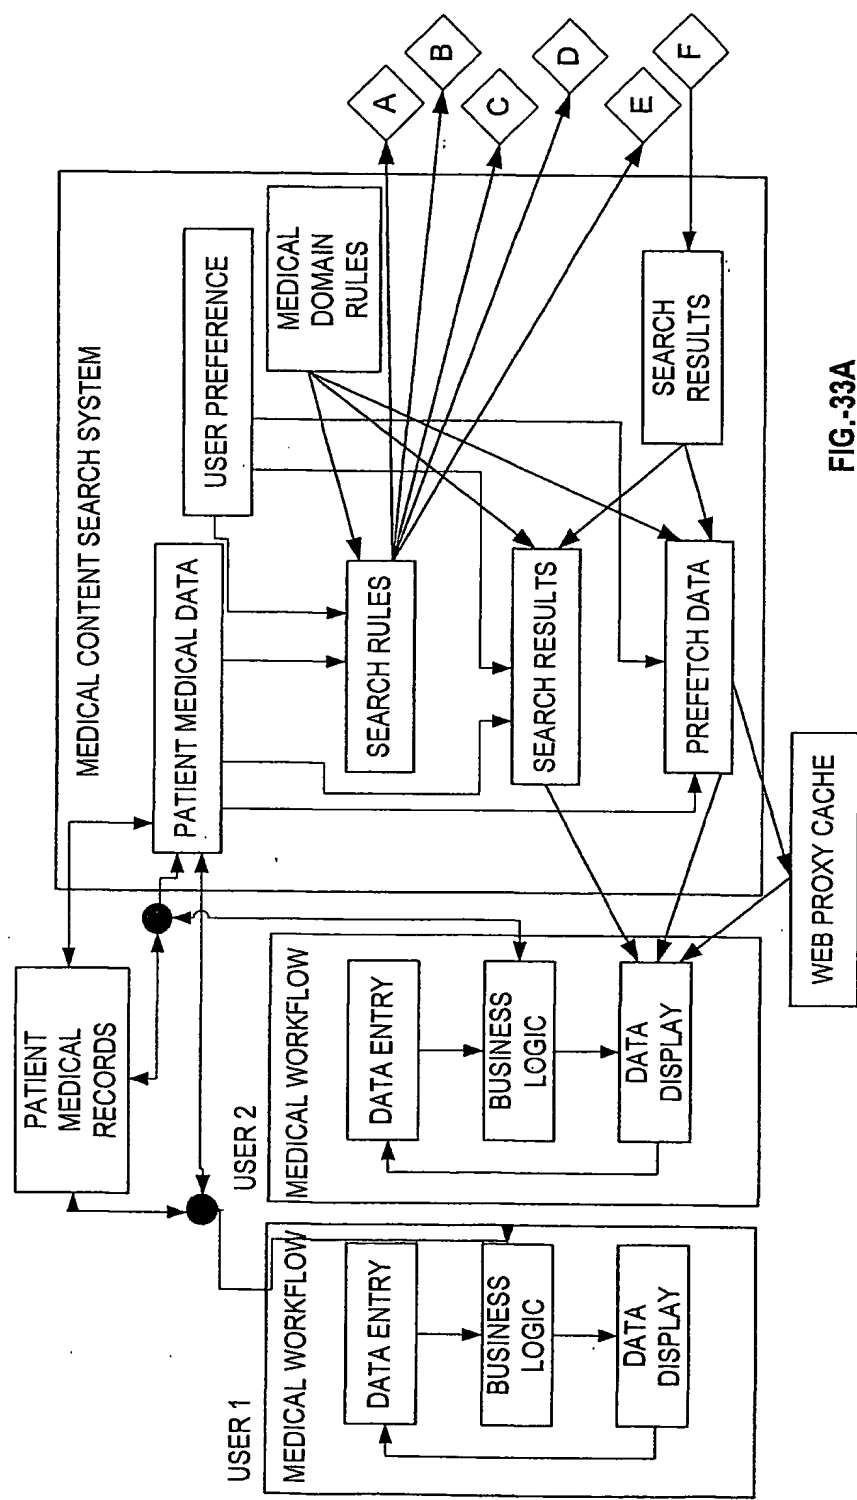 PATIENT
MEDICAL
RECORDS
MEDICAL CONTENT SEARCH SYSTEM
PATIENT MEDICAL DATA
USER PREFERENCE
MEDICAL
DOMAIN
RULES
SEARCH RULES
SEARCH RESULTS
PREFETCH DATA
SEARCH
RESULTS
A
B
C
D
E
F
USER 1
MEDICAL WORKFLOW
DATA ENTRY
BUSINESS
LOGIC
DATA
DISPLAY
USER 2
MEDICAL WORKFLOW
DATA ENTRY
BUSINESS
LOGIC
DATA
DISPLAY
WEB PROXY CACHE
FIG.-33A